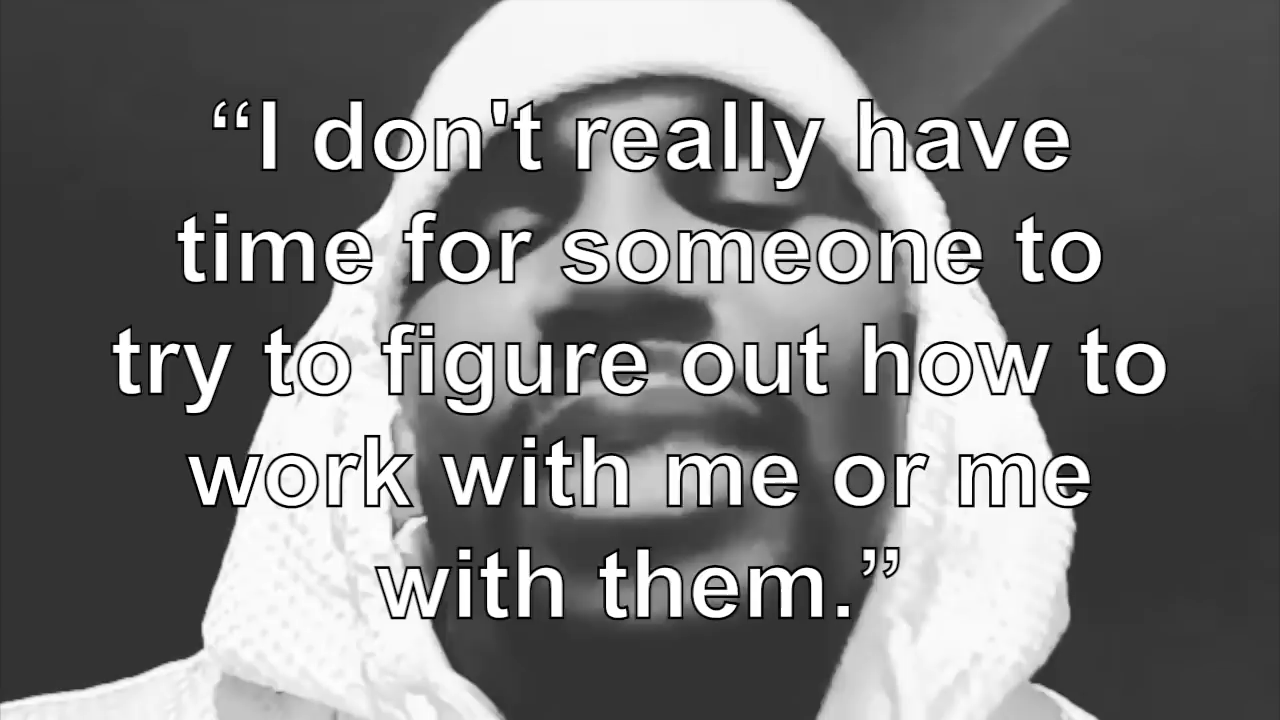 “I don't really have
time for someone to
try to figure out how to
work with me or me
with them.”